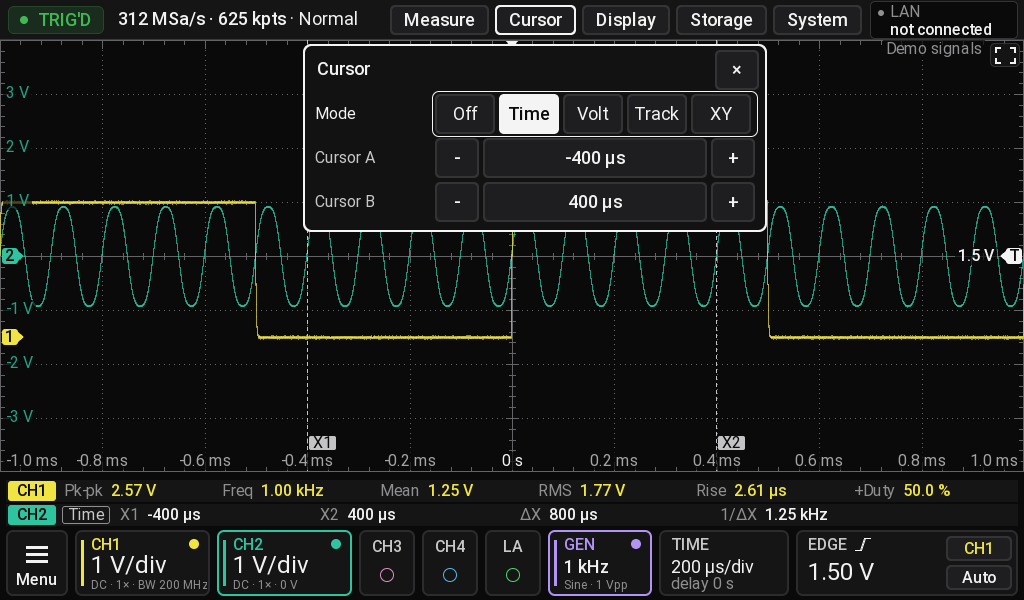 TRIG'D 312 MSa/s · 625 kpts · Normal Measure Cursor Display Storage System LAN
not connected
Demo signals
Cursor ×
Mode Off Time Volt Track XY
Cursor A - -400 µs +
Cursor B - 400 µs +
3 V
2 V
1 V
2 1.5 V T
-1 V
1
-2 V
-3 V
X1 X2
-1.0 ms -0.8 ms -0.6 ms -0.4 ms -0.2 ms 0 s 0.2 ms 0.4 ms 0.6 ms 0.8 ms 1.0 ms
CH1 Pk-pk 2.57 V Freq 1.00 kHz Mean 1.25 V RMS 1.77 V Rise 2.61 µs +Duty 50.0 %
CH2 Time X1 -400 µs X2 400 µs ΔX 800 µs 1/ΔX 1.25 kHz
Menu
CH1
1 V/div
DC · 1× · BW 200 MHz
CH2
1 V/div
DC · 1× · 0 V
CH3
CH4
LA
GEN
1 kHz
Sine · 1 Vpp
TIME
200 µs/div
delay 0 s
EDGE
1.50 V
CH1
Auto